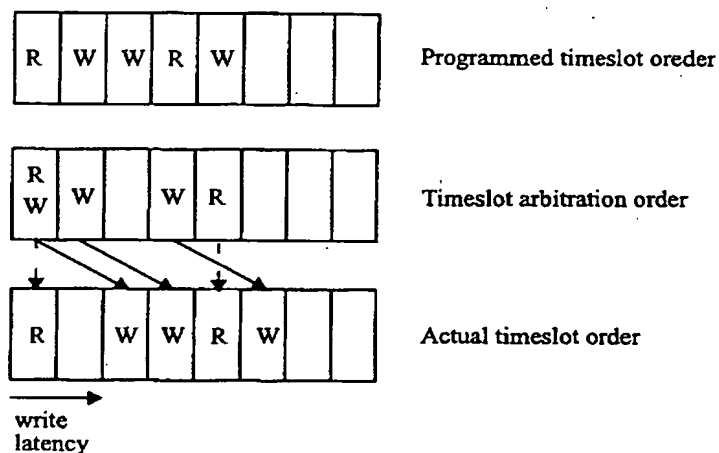 R W W R W
Programmed timeslot oreder
R
W W W R
Timeslot arbitration order
R W W R W
Actual timeslot order
write
latency